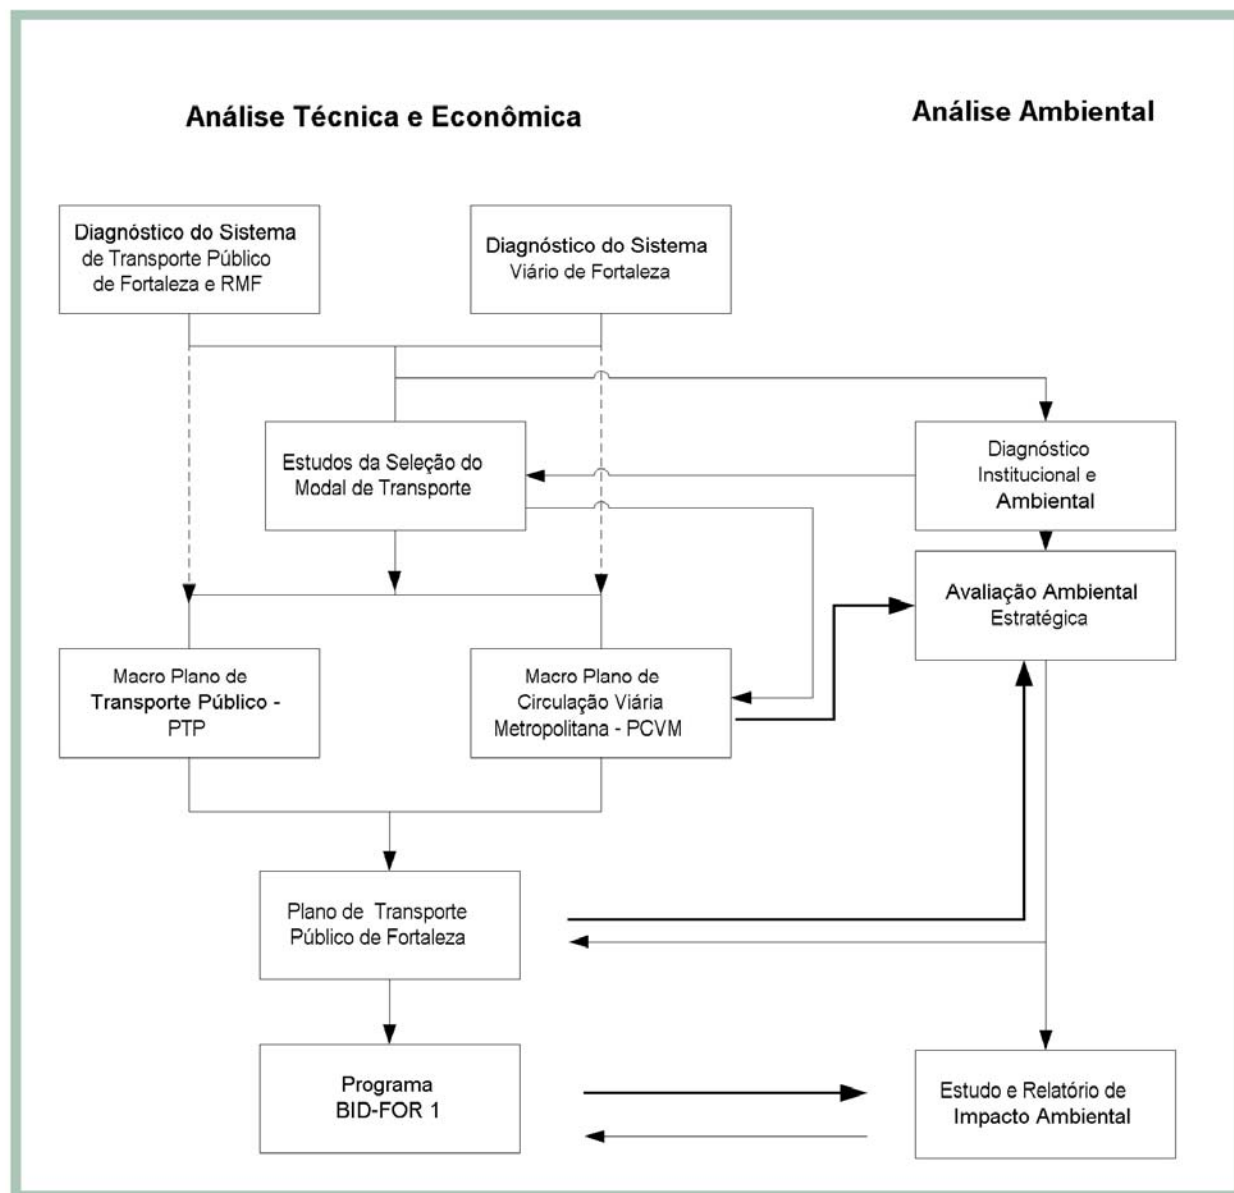 Análise Técnica e Econômica
Análise Ambiental
Diagnóstico do Sistema
de Transporte Público
de Fortaleza e RMF
Diagnóstico do Sistema
Viário de Fortaleza
Estudos da Seleção do
Modal de Transporte
Diagnóstico
Institucional e
Ambiental
Avaliação Ambiental
Estratégica
Macro Plano de
Transporte Público -
PTP
Macro Plano de
Circulação Viária
Metropolitana - PCVM
Plano de Transporte
Público de Fortaleza
Programa
BID-FOR 1
Estudo e Relatório de
Impacto Ambiental